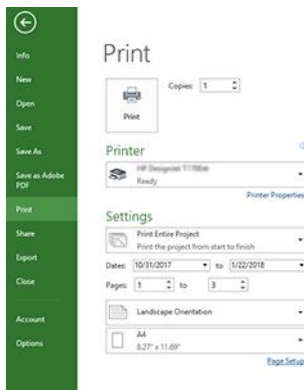 Info
New
Open
Save
Save As
Save as Adobe
PDF
Print
Share
Export
Close
Account
Options
Print
Copies: 1
Print
Printer
Ready
Printer Properties
Settings
Print Entire Project
Print the project from start to finish
Dates: 10/31/2017 to 1/22/2018
Pages: 1 to 3
Landscape Orientation
A4
8.27" x 11.69"
Page Setup